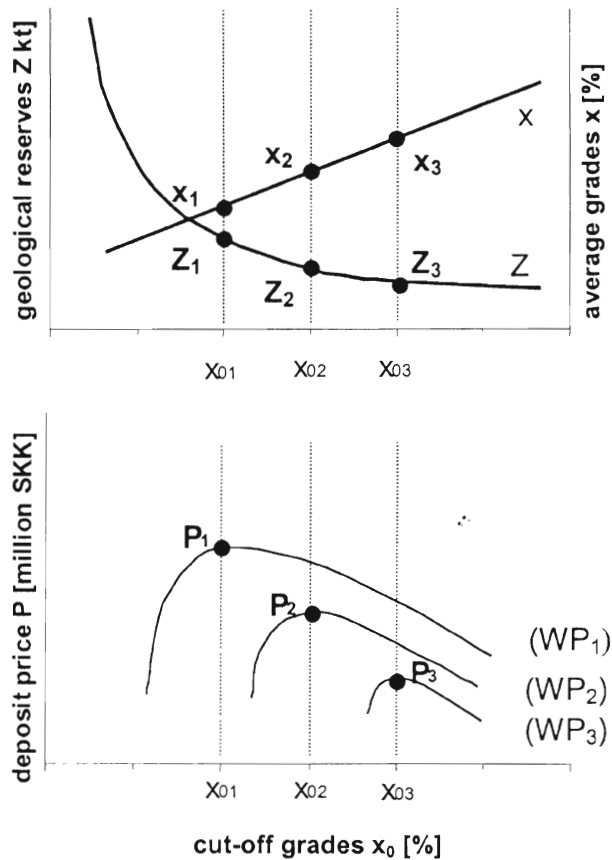 geological reserves Z kt]
average grades x [%]
x
x₁
x₂
x₃
Z₁
Z₂
Z₃
Z
x₀₁
x₀₂
x₀₃
deposit price P [million SKK]
P₁
P₂
P₃
(WP₁)
(WP₂)
(WP₃)
x₀₁
x₀₂
x₀₃
cut-off grades x₀ [%]